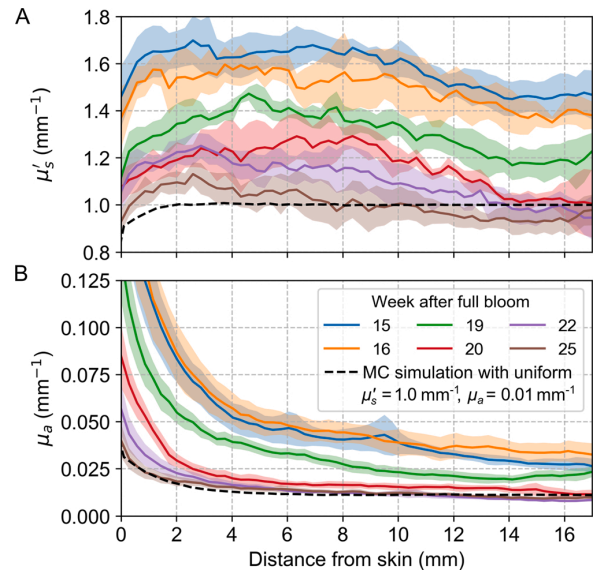 A
1.8
1.6
1.4
1.2
1.0
0.8
μ′s (mm⁻¹)
B
0.125
0.100
0.075
0.050
0.025
0.000
μa (mm⁻¹)
Week after full bloom
15 19 22
16 20 25
MC simulation with uniform
μ′s = 1.0 mm⁻¹, μa = 0.01 mm⁻¹
0 2 4 6 8 10 12 14 16
Distance from skin (mm)